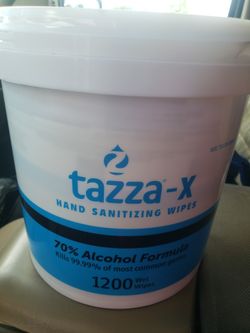 tazza®-x
HAND SANITIZING WIPES
70% Alcohol Formula
Kills 99.99% of most common germs
1200 Wet
Wipes